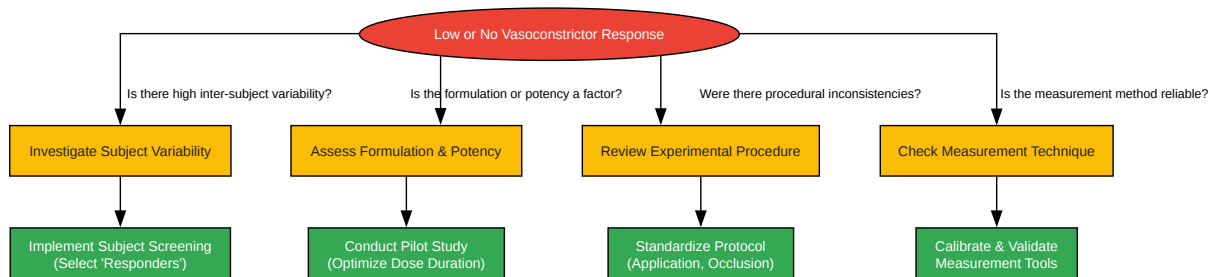 Low or No Vasoconstrictor Response
Is there high inter-subject variability?
Is the formulation or potency a factor?
Were there procedural inconsistencies?
Is the measurement method reliable?
Investigate Subject Variability
Assess Formulation & Potency
Review Experimental Procedure
Check Measurement Technique
Implement Subject Screening
(Select 'Responders')
Conduct Pilot Study
(Optimize Dose Duration)
Standardize Protocol
(Application, Occlusion)
Calibrate & Validate
Measurement Tools